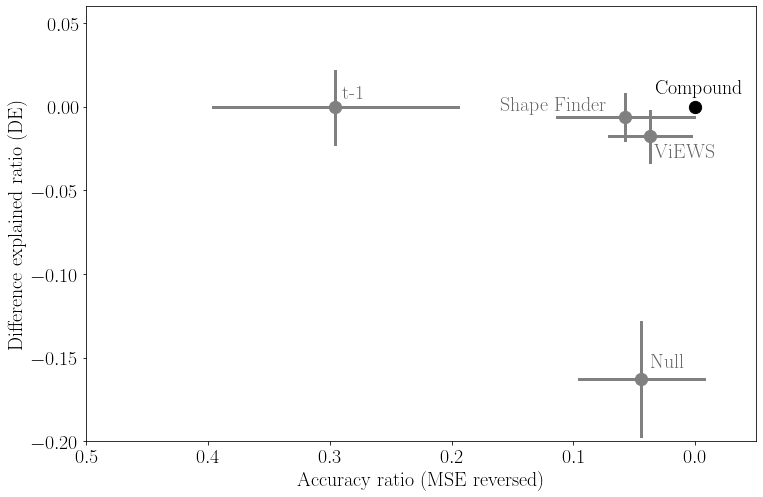 0.05
0.00
−0.05
−0.10
−0.15
−0.20
Difference explained ratio (DE)
t-1
Shape Finder
Compound
ViEWS
Null
0.5 0.4 0.3 0.2 0.1 0.0
Accuracy ratio (MSE reversed)